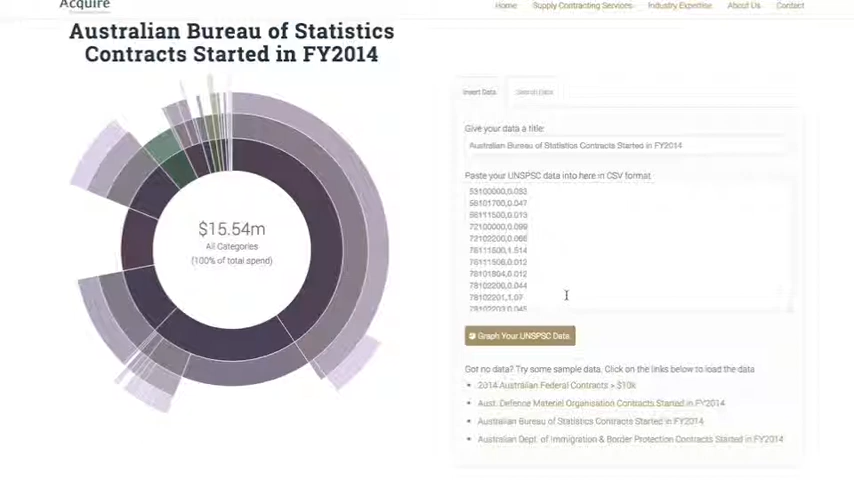 Acquire
Home Supply Contracting Services Industry Expertise About Us Contact
Australian Bureau of Statistics
Contracts Started in FY2014
$15.54m
All Categories
(100% of total spend)
Insert Data Search Data
Give your data a title:
Australian Bureau of Statistics Contracts Started in FY2014
Paste your UNSPSC data into here in CSV format
53100000,0.033
56101700,0.047
72100000,0.099
76111500,1.514
78102200,0.044
78102201,1.07
78102203,0.045
Graph Your UNSPSC Data.
Got no data? Try some sample data. Click on the links below to load the data
2014 Australian Federal Contracts > $10k
Aust. Defence Materiel Organisation Contracts Started in FY2014
Australian Bureau of Statistics Contracts Started in FY2014
Australian Dept. of Immigration & Border Protection Contracts Started in FY2014